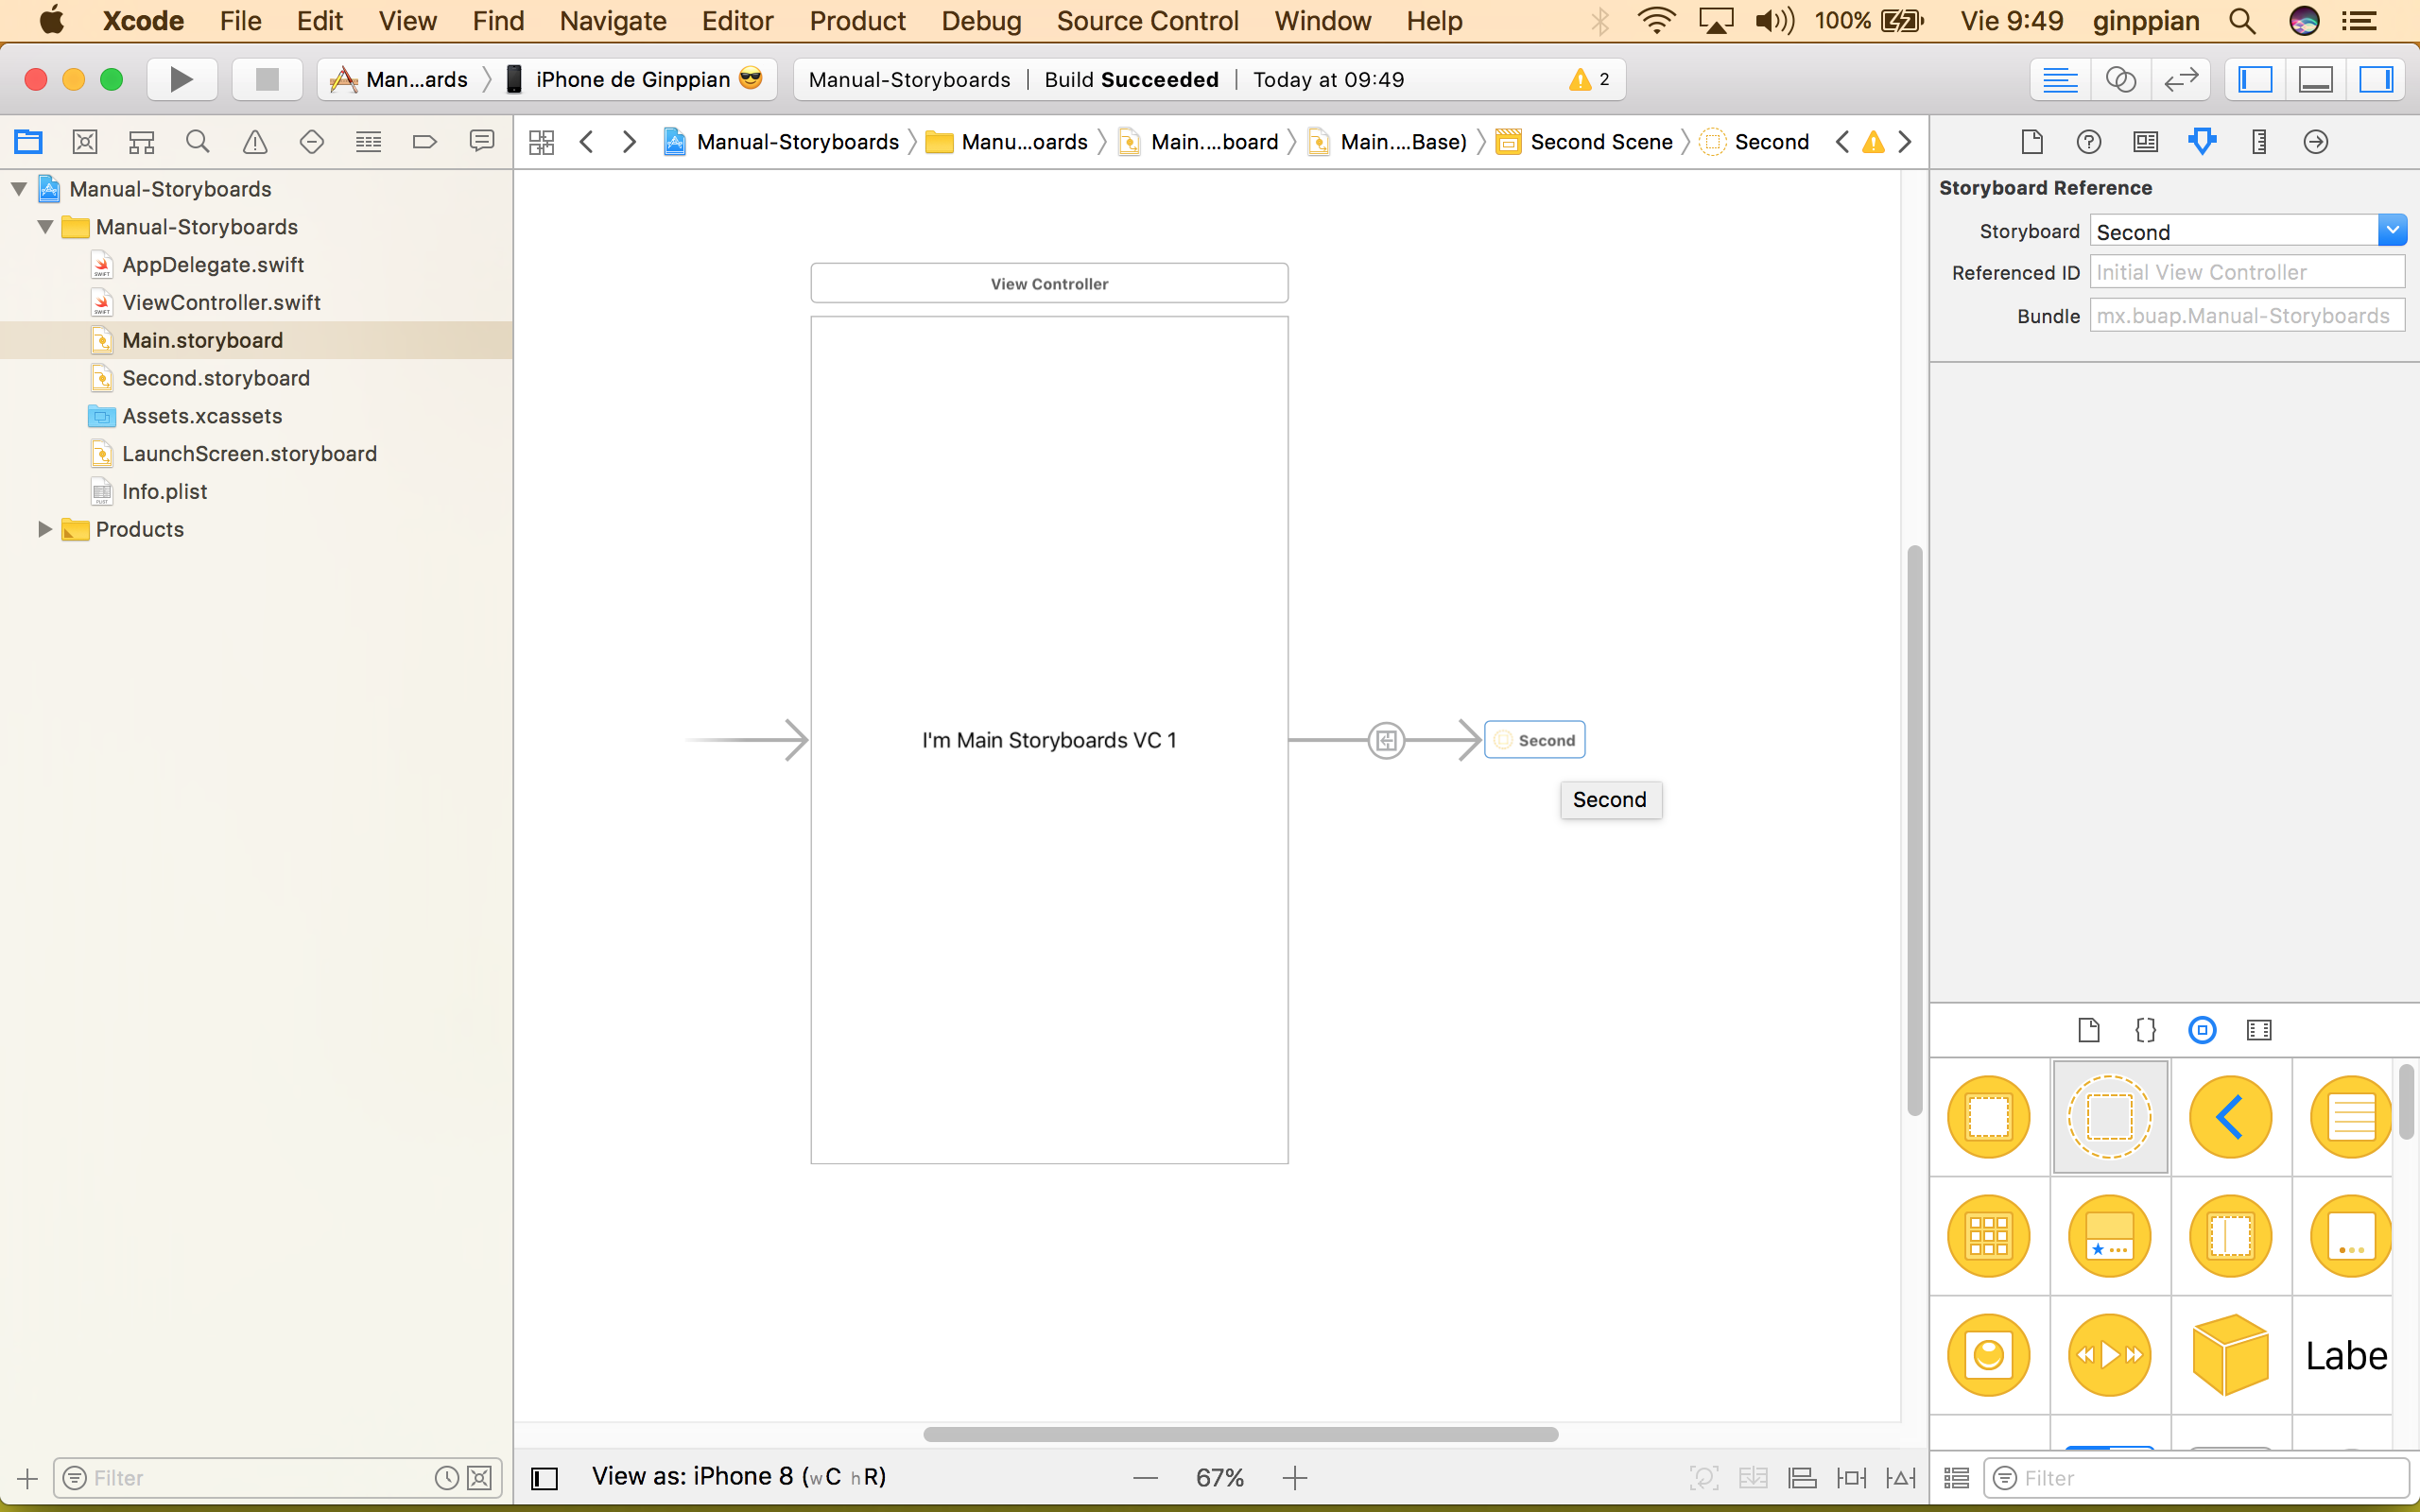 Xcode File Edit View Find Navigate Editor Product Debug Source Control Window Help 100% Vie 9:49 ginppian
Man...ards iPhone de Ginppian 😎 Manual-Storyboards | Build Succeeded | Today at 09:49 2
Manual-Storyboards Manu...oards Main....board Main....Base) Second Scene Second
Manual-Storyboards
Manual-Storyboards
AppDelegate.swift
ViewController.swift
Main.storyboard
Second.storyboard
Assets.xcassets
LaunchScreen.storyboard
Info.plist
Products
Filter
View Controller
I'm Main Storyboards VC 1
Second
Second
View as: iPhone 8 (wC hR)
67%
Storyboard Reference
Storyboard Second
Referenced ID Initial View Controller
Bundle mx.buap.Manual-Storyboards
{}
Labe
Filter